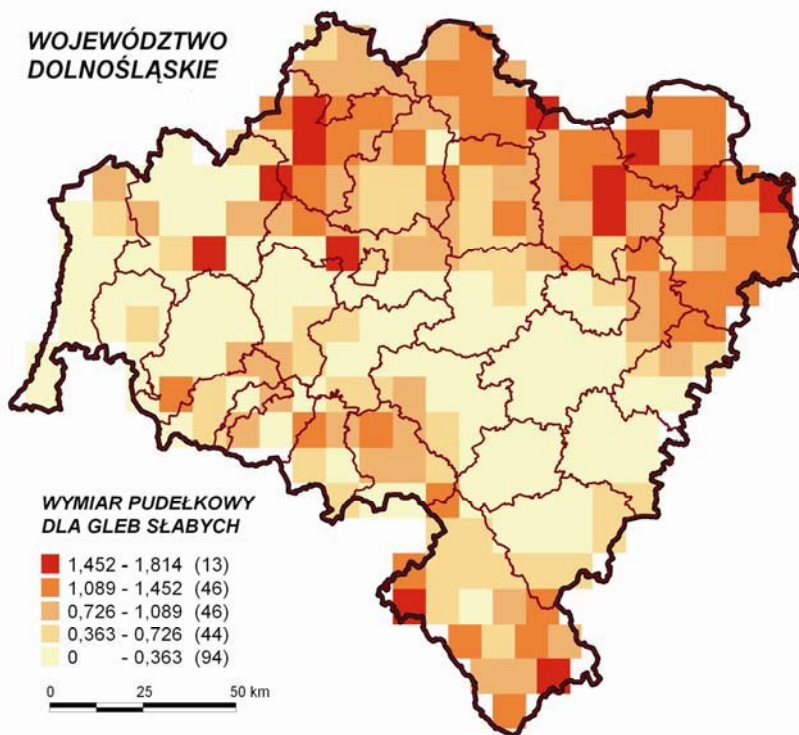 WOJEWÓDZTWO
DOLNOŚLĄSKIE
WYMIAR PUDEŁKOWY
DLA GLEB SŁABYCH
1,452 - 1,814 (13)
1,089 - 1,452 (46)
0,726 - 1,089 (46)
0,363 - 0,726 (44)
0 - 0,363 (94)
0 25 50 km